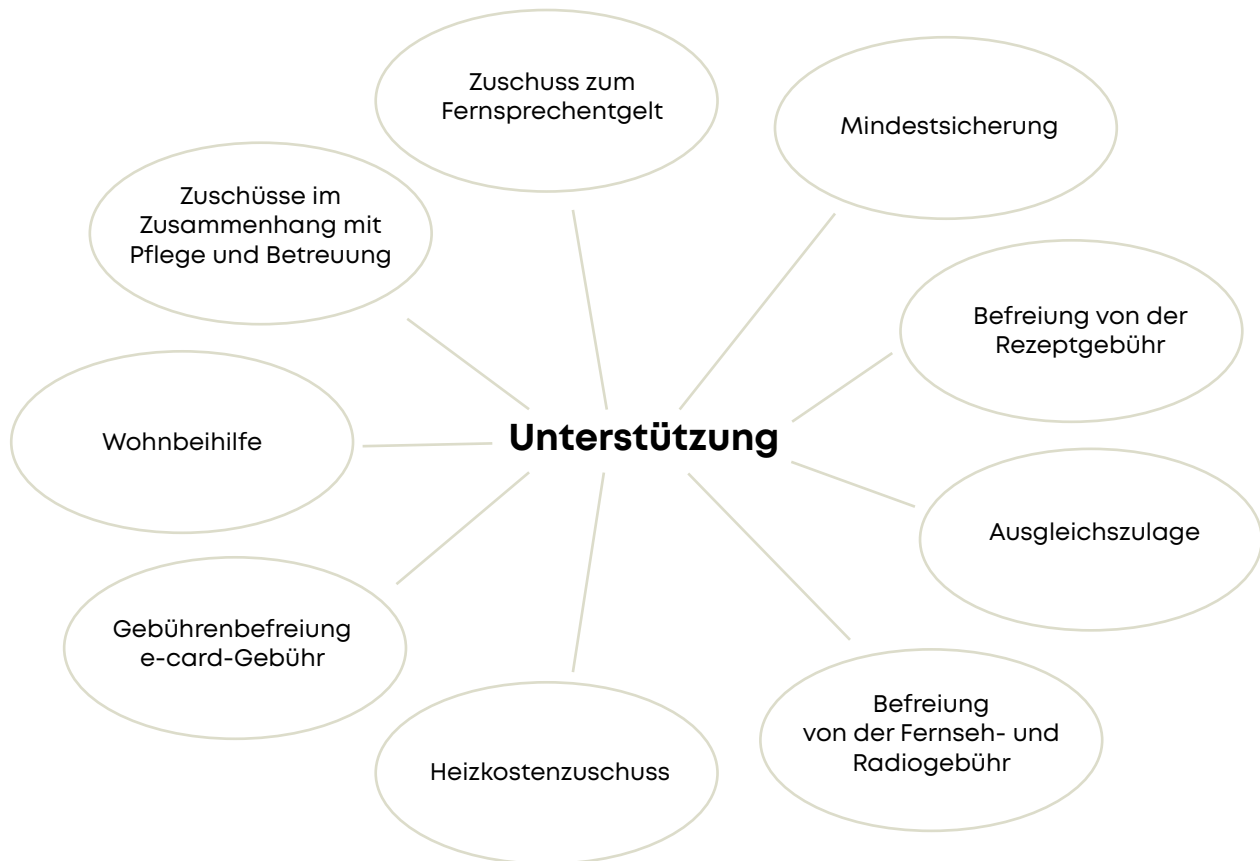 Zuschuss zum
Fernsprechentgelt
Mindestsicherung
Zuschüsse im
Zusammenhang mit
Pflege und Betreuung
Befreiung von der
Rezeptgebühr
Wohnbeihilfe
Unterstützung
Ausgleichszulage
Gebührenbefreiung
e-card-Gebühr
Befreiung
von der Fernseh- und
Radiogebühr
Heizkostenzuschuss